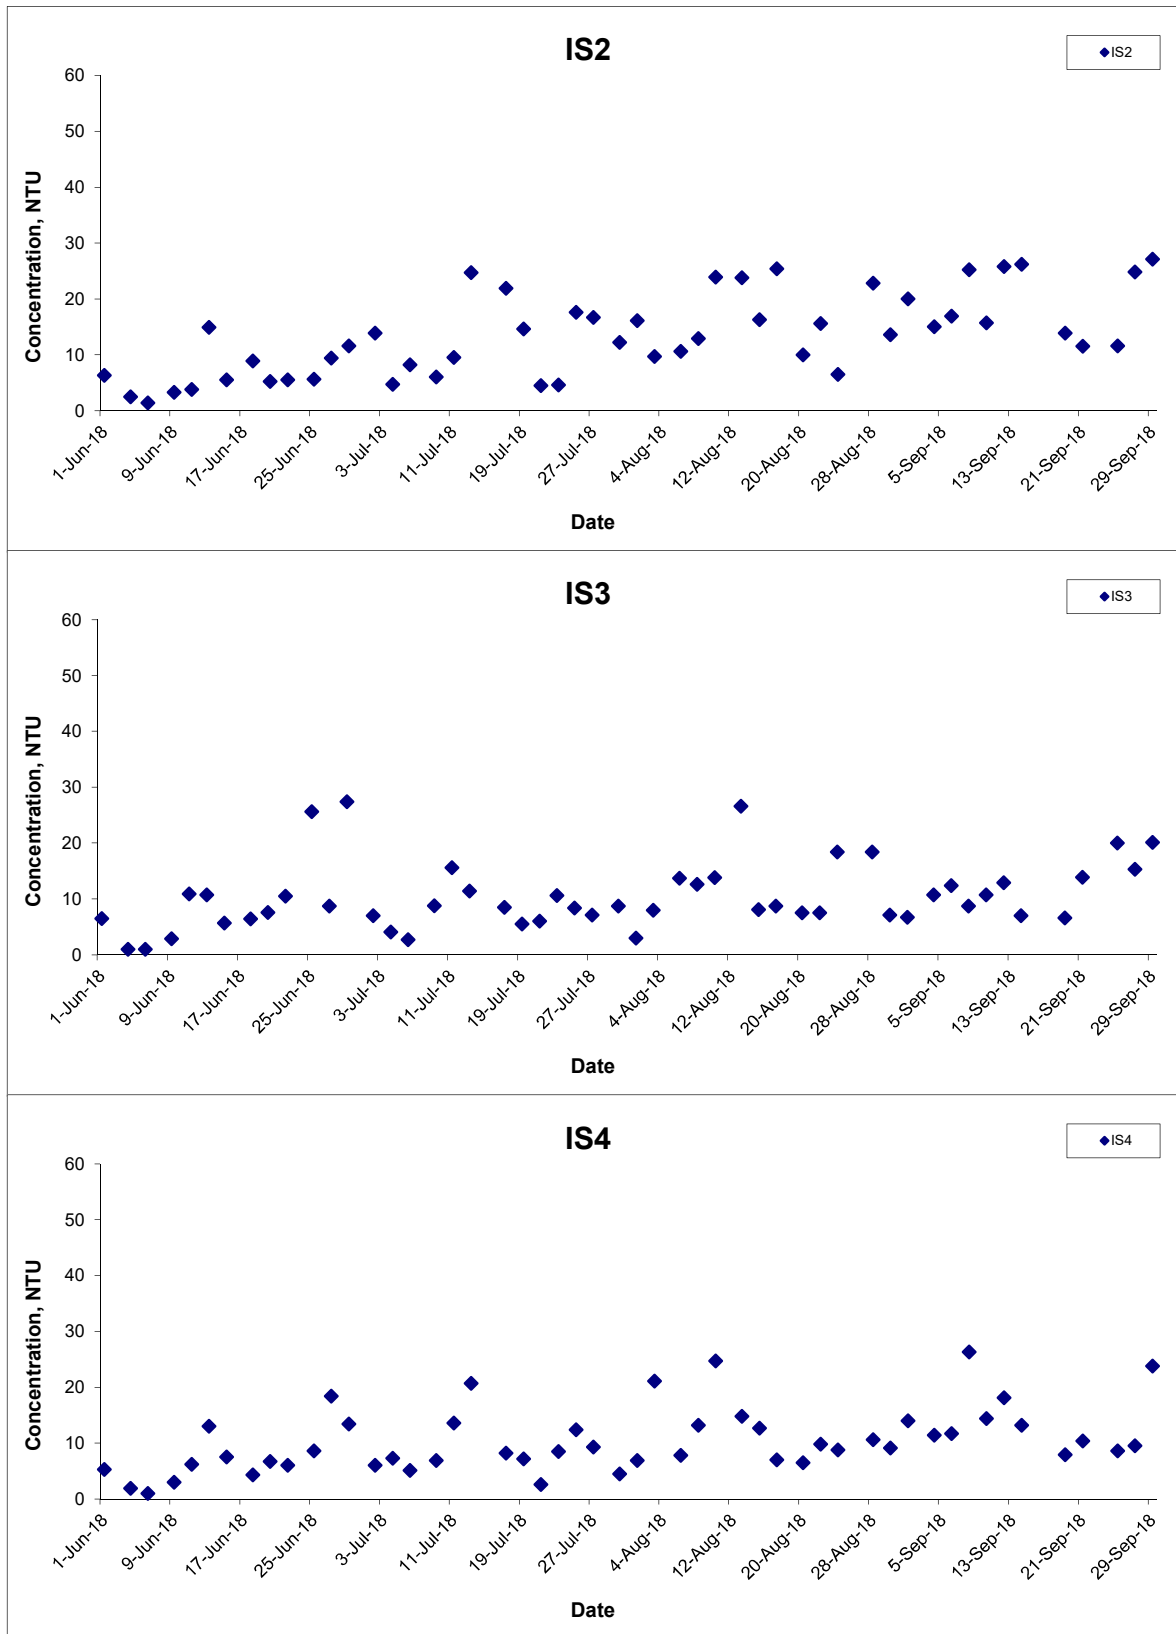 IS2
IS2
60
50
40
30
20
10
0
Concentration, NTU
1-Jun-18
9-Jun-18
17-Jun-18
25-Jun-18
3-Jul-18
11-Jul-18
19-Jul-18
27-Jul-18
4-Aug-18
12-Aug-18
20-Aug-18
28-Aug-18
5-Sep-18
13-Sep-18
21-Sep-18
29-Sep-18
Date
IS3
IS3
60
50
40
30
20
10
0
Concentration, NTU
1-Jun-18
9-Jun-18
17-Jun-18
25-Jun-18
3-Jul-18
11-Jul-18
19-Jul-18
27-Jul-18
4-Aug-18
12-Aug-18
20-Aug-18
28-Aug-18
5-Sep-18
13-Sep-18
21-Sep-18
29-Sep-18
Date
IS4
IS4
60
50
40
30
20
10
0
Concentration, NTU
1-Jun-18
9-Jun-18
17-Jun-18
25-Jun-18
3-Jul-18
11-Jul-18
19-Jul-18
27-Jul-18
4-Aug-18
12-Aug-18
20-Aug-18
28-Aug-18
5-Sep-18
13-Sep-18
21-Sep-18
29-Sep-18
Date